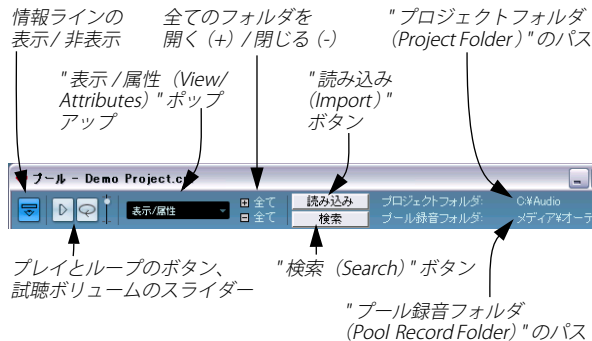 情報ラインの
表示 / 非表示
全てのフォルダを
開く（+）/ 閉じる (-)
" プロジェクトフォルダ
（Project Folder）" のパス
" 表示 / 属性（View/
Attributes）" ポップ
アップ
" 読み込み
（Import）"
ボタン
プール - Demo Project.c
表示/属性
全て
全て
読み込み
検索
プロジェクトフォルダ:
C:¥Audio
プール録音フォルダ:
メディア¥オーデ
プレイとループのボタン、
試聴ボリュームのスライダー
" 検索（Search）" ボタン
" プール録音フォルダ
（Pool Record Folder）" のパス